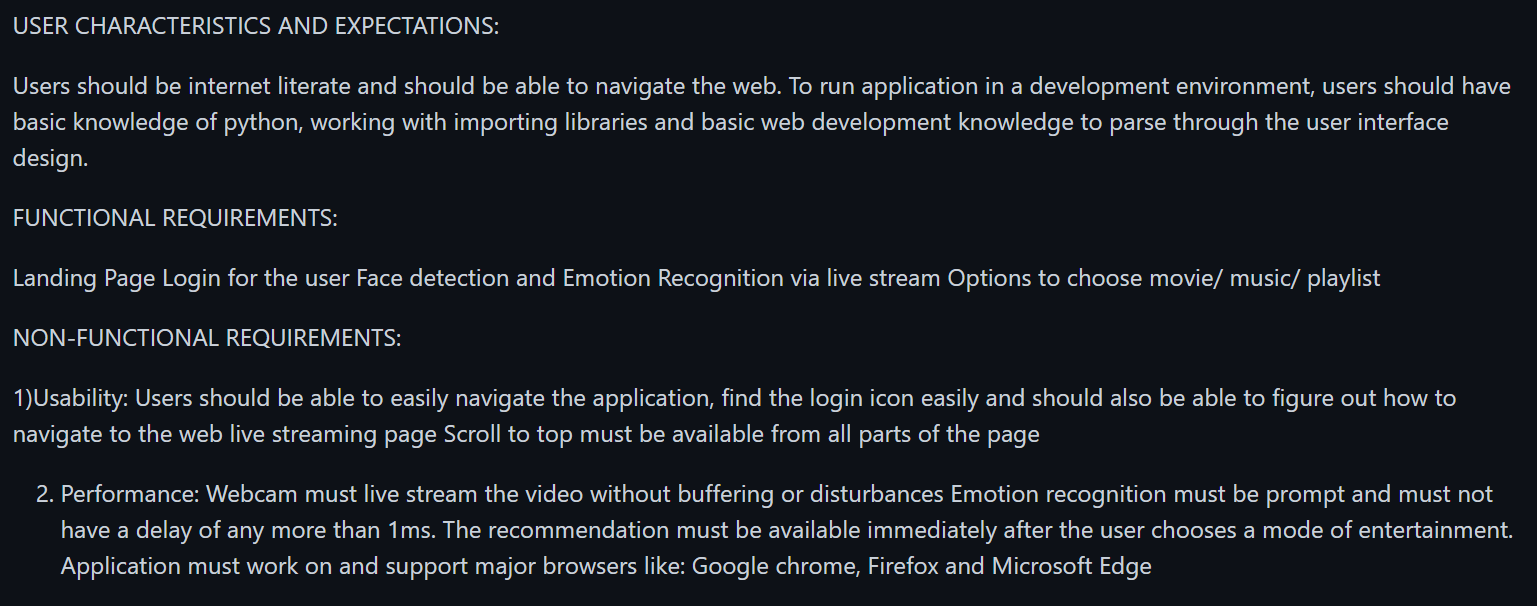 USER CHARACTERISTICS AND EXPECTATIONS:
Users should be internet literate and should be able to navigate the web. To run application in a development environment, users should have
basic knowledge of python, working with importing libraries and basic web development knowledge to parse through the user interface
design.
FUNCTIONAL REQUIREMENTS:
Landing Page Login for the user Face detection and Emotion Recognition via live stream Options to choose movie/ music/ playlist
NON-FUNCTIONAL REQUIREMENTS:
1)Usability: Users should be able to easily navigate the application, find the login icon easily and should also be able to figure out how to
navigate to the web live streaming page Scroll to top must be available from all parts of the page
2. Performance: Webcam must live stream the video without buffering or disturbances Emotion recognition must be prompt and must not
have a delay of any more than 1ms. The recommendation must be available immediately after the user chooses a mode of entertainment.
Application must work on and support major browsers like: Google chrome, Firefox and Microsoft Edge